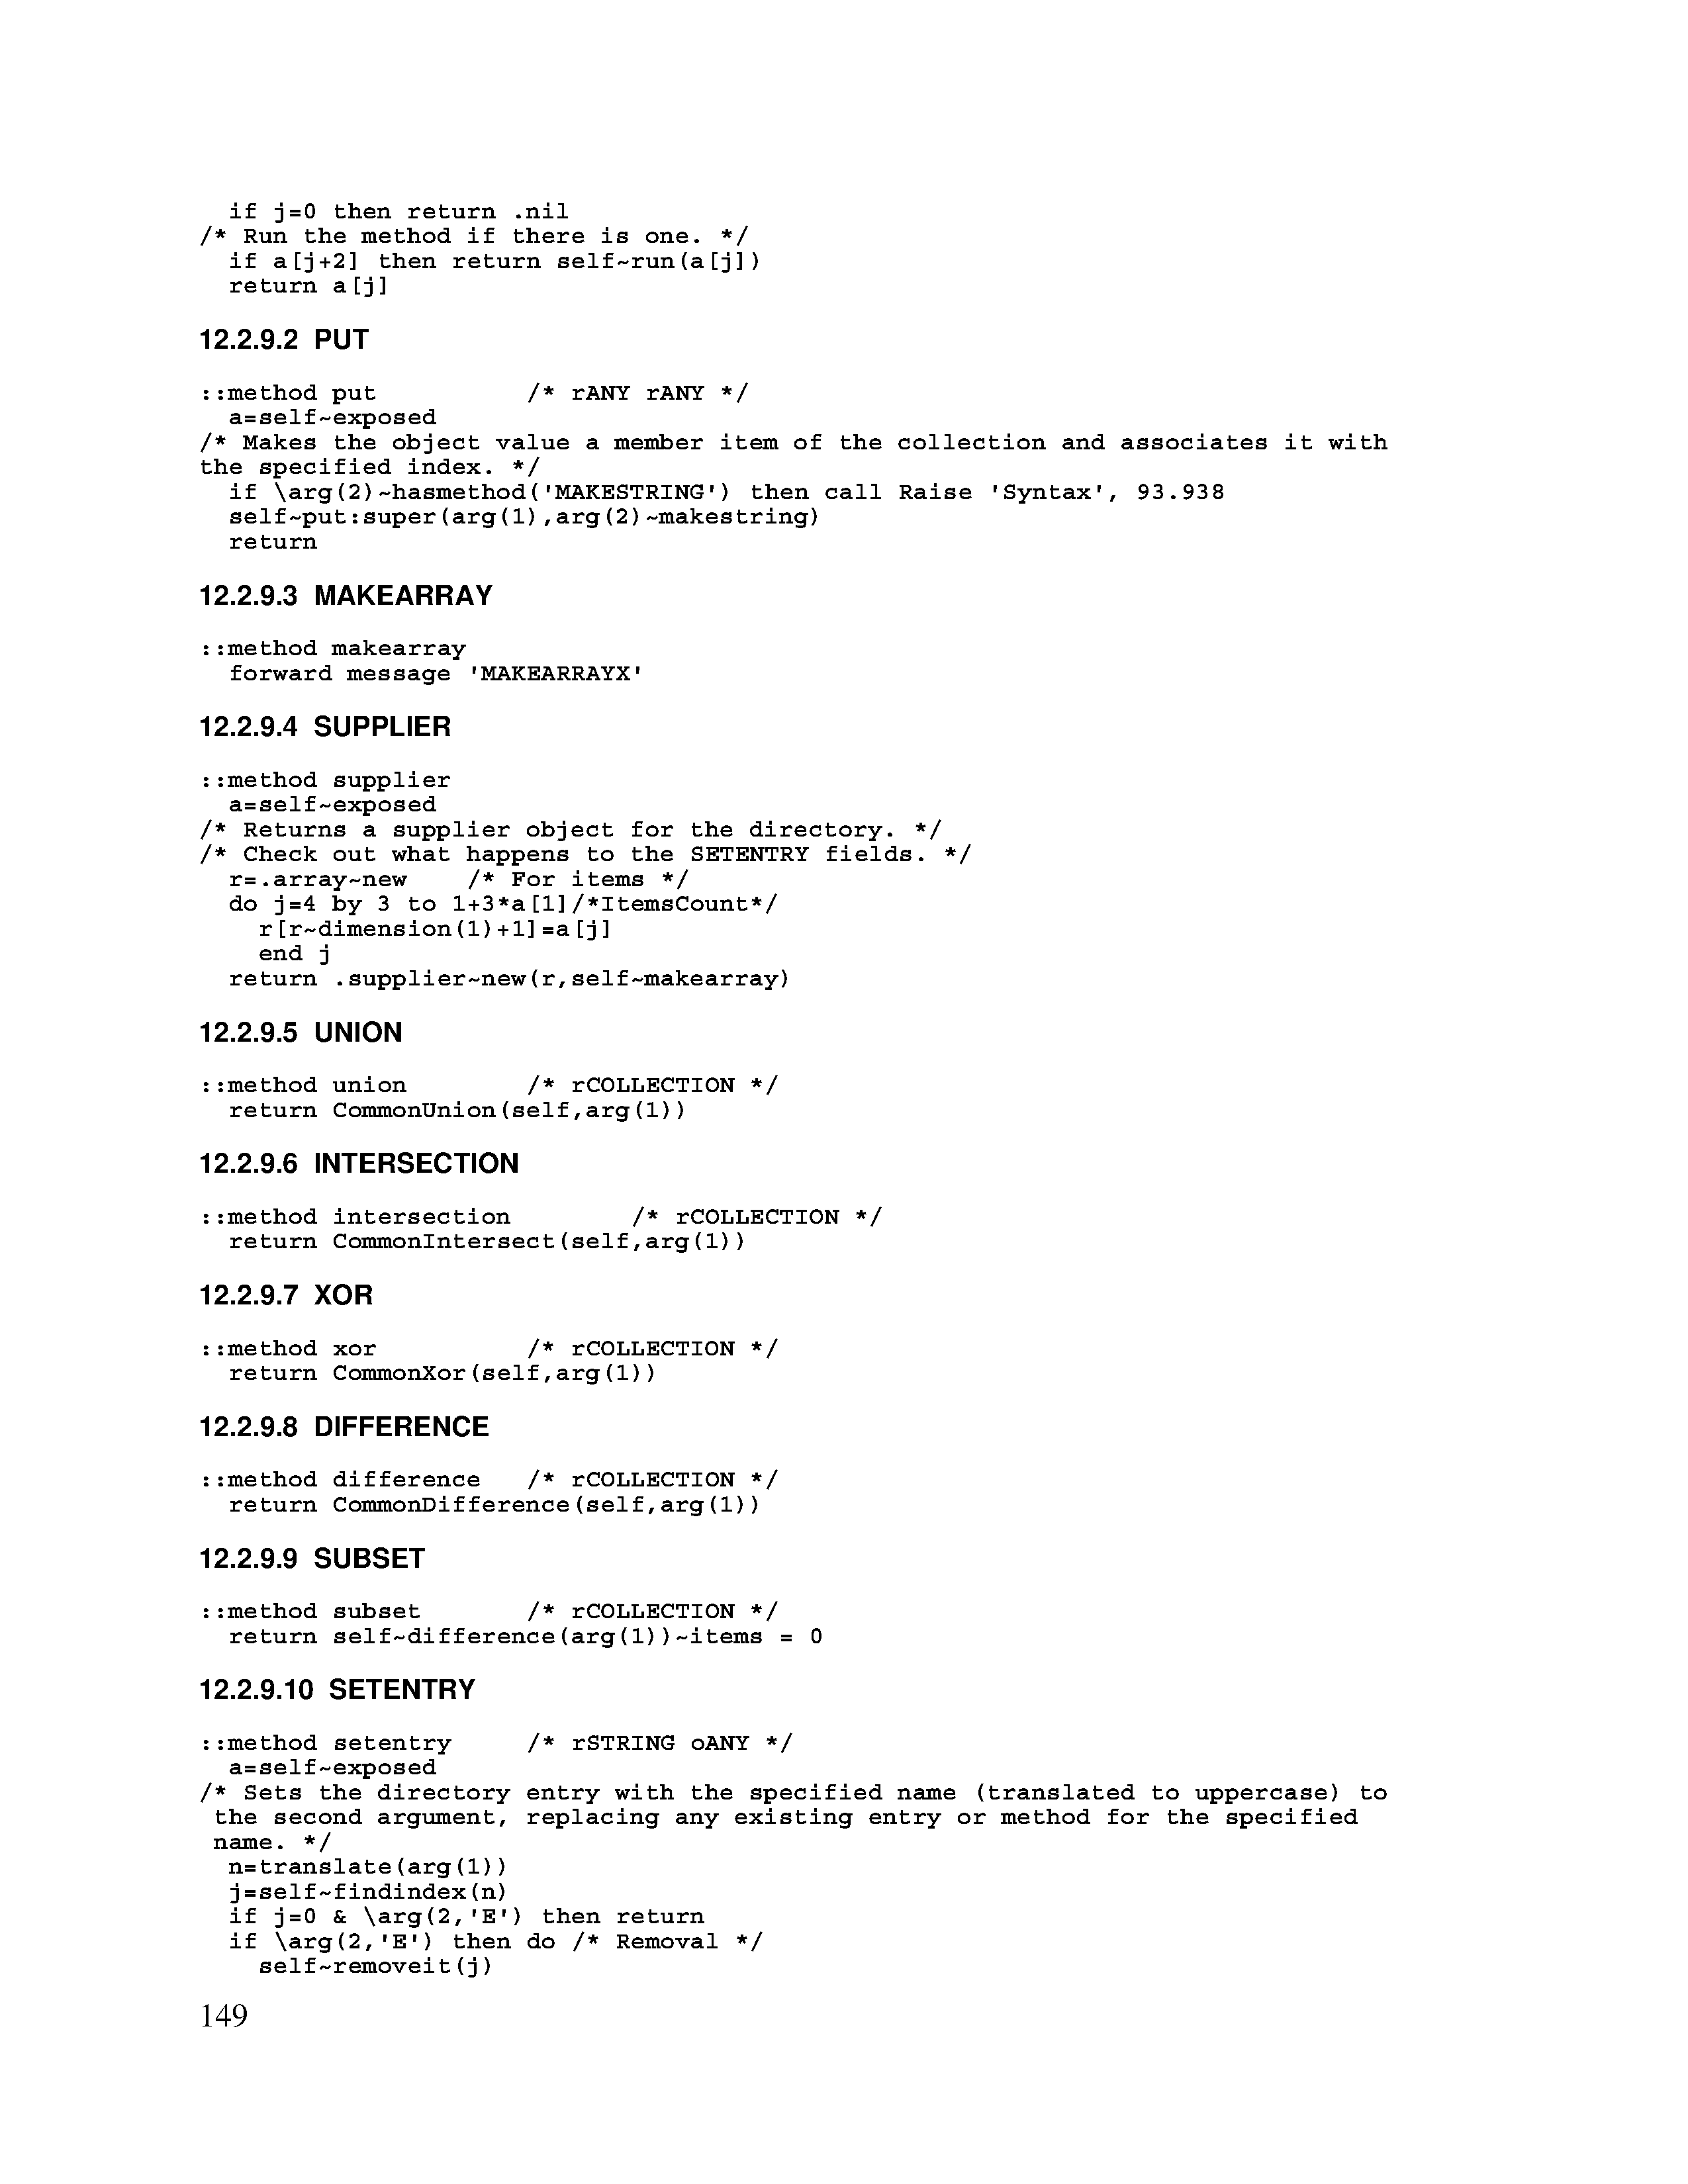 if j=0 then return .nil
/* Run the method if there is one. */
  if a[j+2] then return self~run(a[j])
  return a[j]
12.2.9.2 PUT
::method put          /* rANY rANY */
  a=self~exposed
/* Makes the object value a member item of the collection and associates it with
the specified index. */
  if \arg(2)~hasmethod('MAKESTRING') then call Raise 'Syntax', 93.938
  self~put:super(arg(1),arg(2)~makestring)
  return
12.2.9.3 MAKEARRAY
::method makearray
  forward message 'MAKEARRAYX'
12.2.9.4 SUPPLIER
::method supplier
  a=self~exposed
/* Returns a supplier object for the directory. */
/* Check out what happens to the SETENTRY fields. */
  r=.array~new    /* For items */
  do j=4 by 3 to 1+3*a[1]/*ItemsCount*/
    r[r~dimension(1)+1]=a[j]
    end j
  return .supplier~new(r,self~makearray)
12.2.9.5 UNION
::method union        /* rCOLLECTION */
  return CommonUnion(self,arg(1))
12.2.9.6 INTERSECTION
::method intersection        /* rCOLLECTION */
  return CommonIntersect(self,arg(1))
12.2.9.7 XOR
::method xor          /* rCOLLECTION */
  return CommonXor(self,arg(1))
12.2.9.8 DIFFERENCE
::method difference   /* rCOLLECTION */
  return CommonDifference(self,arg(1))
12.2.9.9 SUBSET
::method subset       /* rCOLLECTION */
  return self~difference(arg(1))~items = 0
12.2.9.10 SETENTRY
::method setentry     /* rSTRING oANY */
  a=self~exposed
/* Sets the directory entry with the specified name (translated to uppercase) to
 the second argument, replacing any existing entry or method for the specified
 name. */
  n=translate(arg(1))
  j=self~findindex(n)
  if j=0 & \arg(2,'E') then return
  if \arg(2,'E') then do /* Removal */
    self~removeit(j)
149